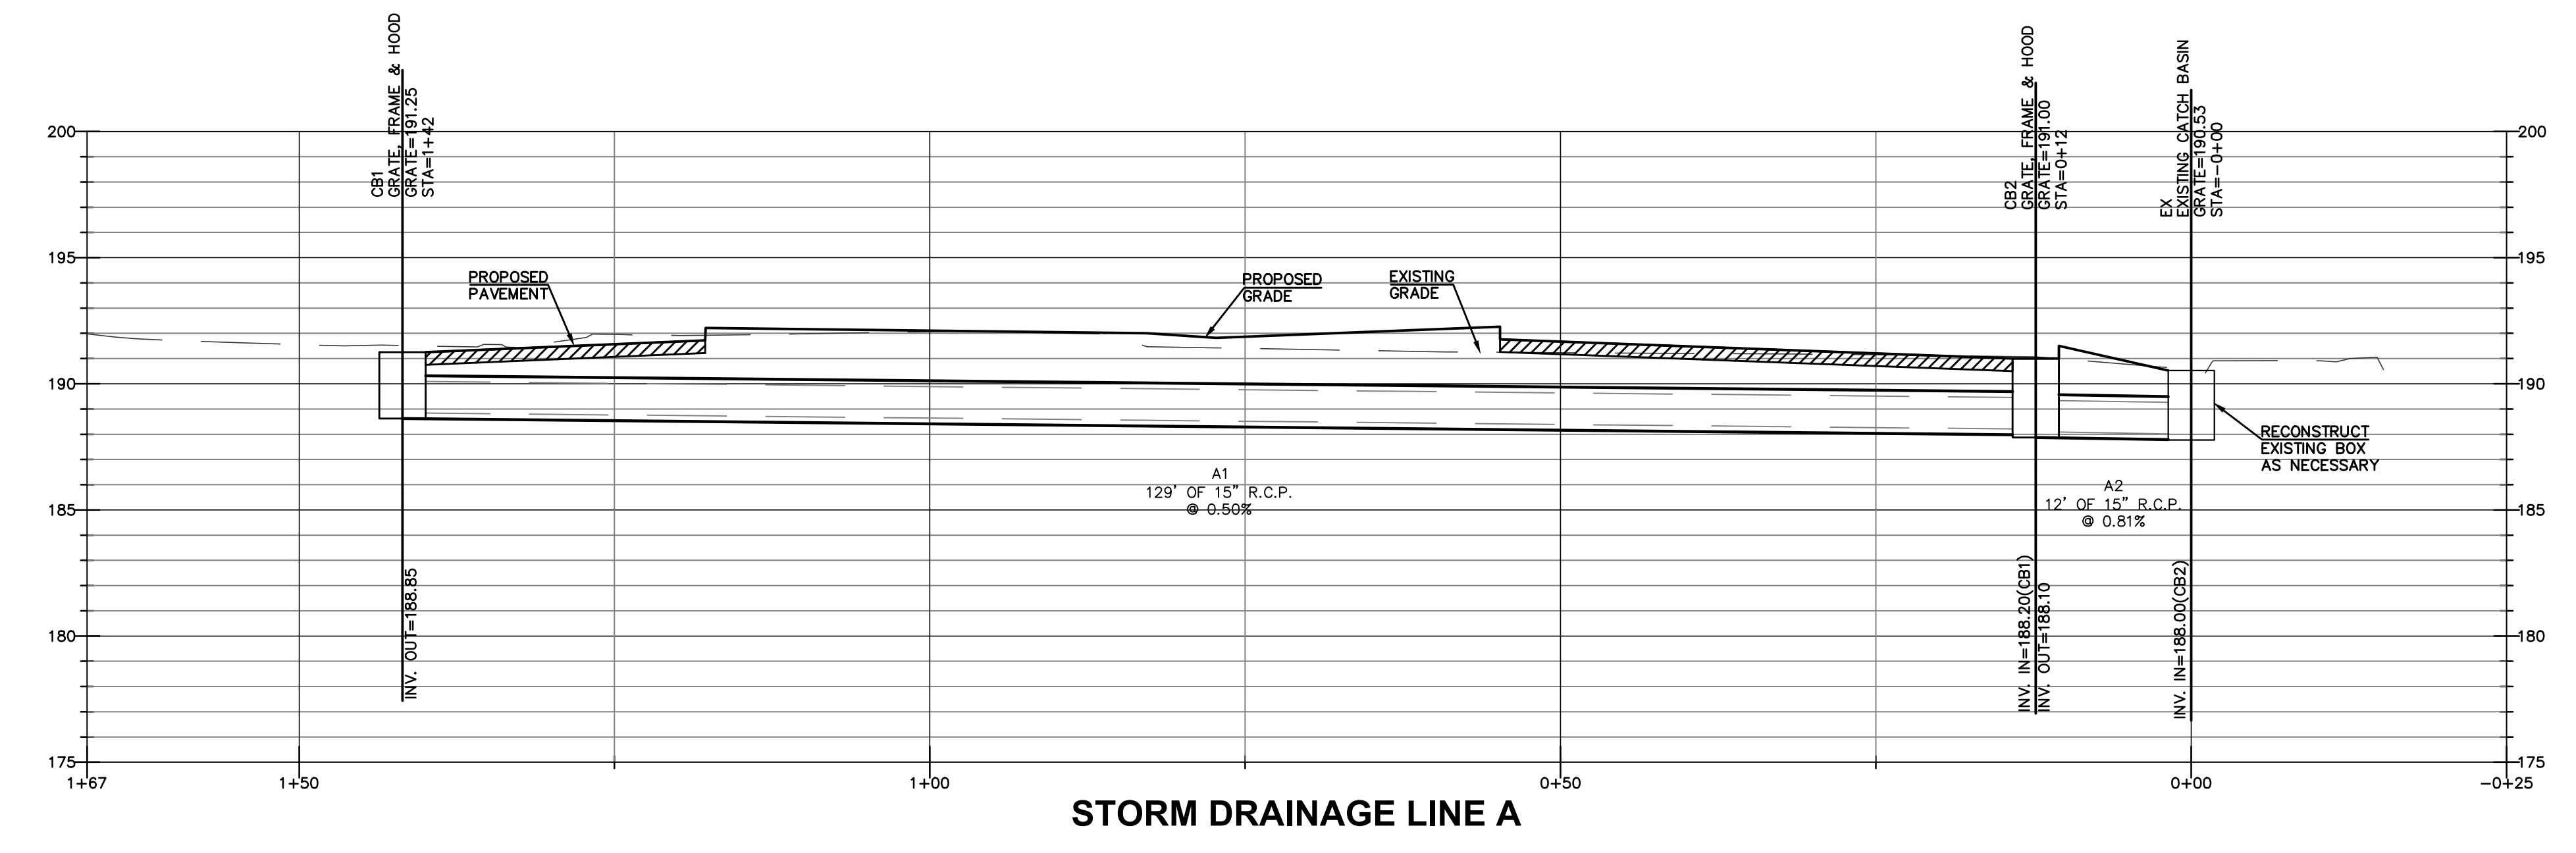 CB1
GRATE, FRAME & HOOD
GRATE=191.25
STA=1+42
CB2
GRATE, FRAME & HOOD
GRATE=191.00
STA=0+12
EX
EXISTING CATCH BASIN
GRATE=190.53
STA=-0+00
200
200
195
195
PROPOSED
PAVEMENT
PROPOSED
GRADE
EXISTING
GRADE
190
190
RECONSTRUCT
EXISTING BOX
AS NECESSARY
A1
129' OF 15" R.C.P.
@ 0.50%
A2
12' OF 15" R.C.P.
@ 0.81%
185
185
INV. OUT=188.85
INV. IN=188.20(CB1)
INV. OUT=188.10
INV. IN=188.00(CB2)
180
180
175
175
1+67
1+50
1+00
0+50
0+00
-0+25
STORM DRAINAGE LINE A